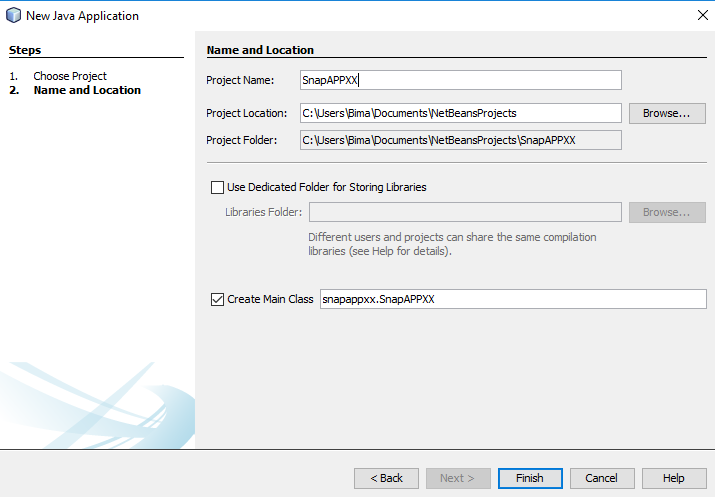 New Java Application
Steps
1. Choose Project
2. Name and Location
Name and Location
Project Name: SnapAPPXX
Project Location: C:\Users\Bima\Documents\NetBeansProjects Browse...
Project Folder: C:\Users\Bima\Documents\NetBeansProjects\SnapAPPXX
Use Dedicated Folder for Storing Libraries
Libraries Folder: Browse...
Different users and projects can share the same compilation
libraries (see Help for details).
Create Main Class snapappxx.SnapAPPXX
< Back Next > Finish Cancel Help